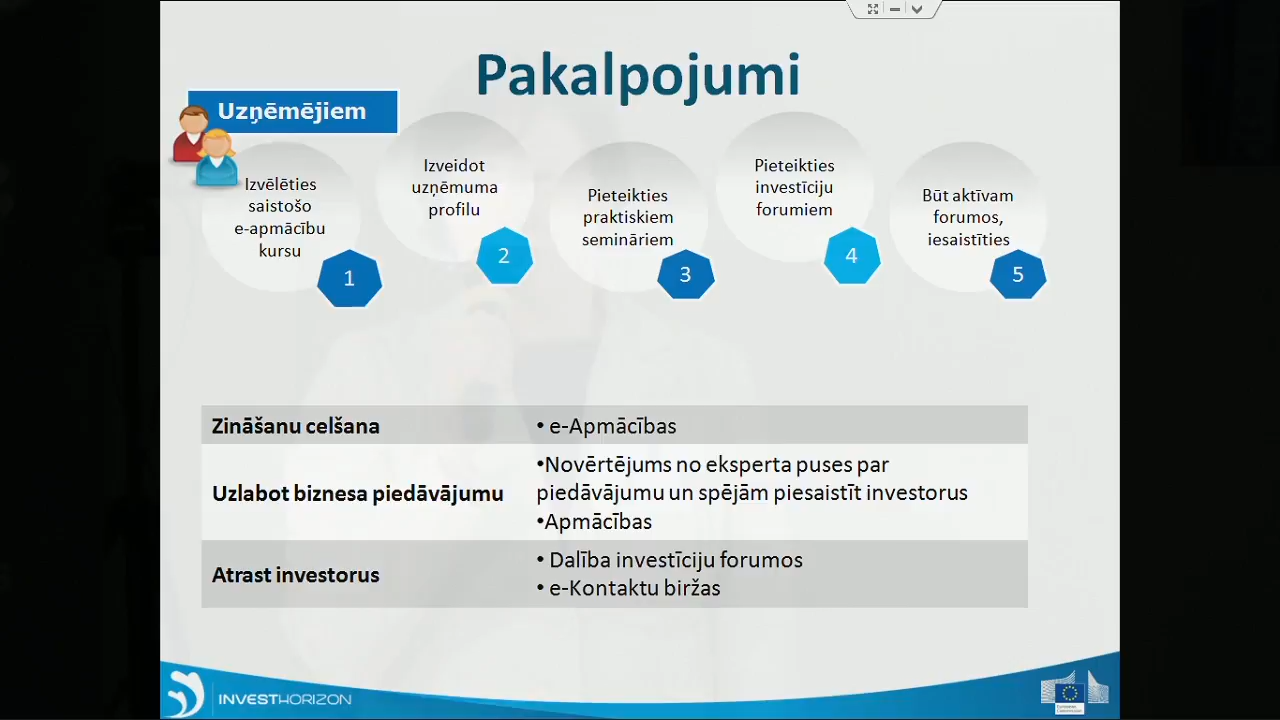 Pakalpojumi
Uzņēmējiem
Izvēlēties
saistošo
e-apmācību
kursu
1
Izveidot
uzņēmuma
profilu
2
Pieteikties
praktiskiem
semināriem
3
Pieteikties
investīciju
forumiem
4
Būt aktīvam
forumos,
iesaistīties
5
Zināšanu celšana
• e-Apmācības
Uzlabot biznesa piedāvājumu
•Novērtējums no eksperta puses par
piedāvājumu un spējām piesaistīt investorus
•Apmācības
Atrast investorus
• Dalība investīciju forumos
• e-Kontaktu biržas
INVESTHORIZON